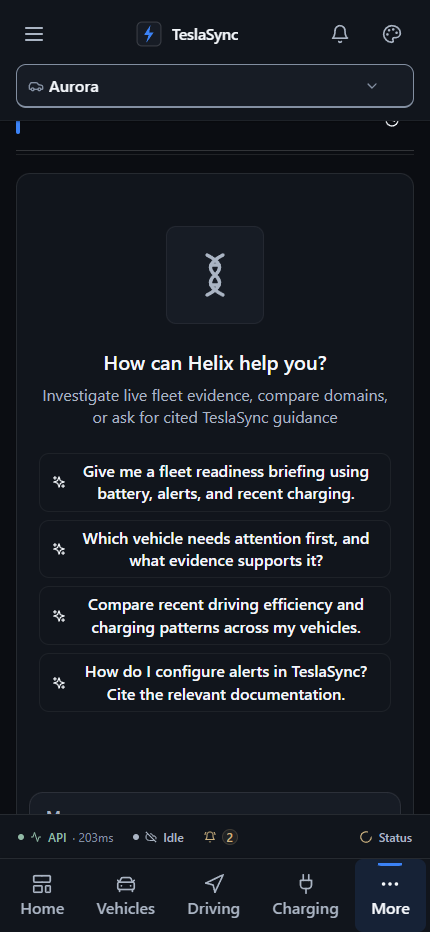 TeslaSync
Aurora
How can Helix help you?
Investigate live fleet evidence, compare domains,
or ask for cited TeslaSync guidance
Give me a fleet readiness briefing using
battery, alerts, and recent charging.
Which vehicle needs attention first, and
what evidence supports it?
Compare recent driving efficiency and
charging patterns across my vehicles.
How do I configure alerts in TeslaSync?
Cite the relevant documentation.
API · 203ms Idle 2 Status
Home Vehicles Driving Charging More